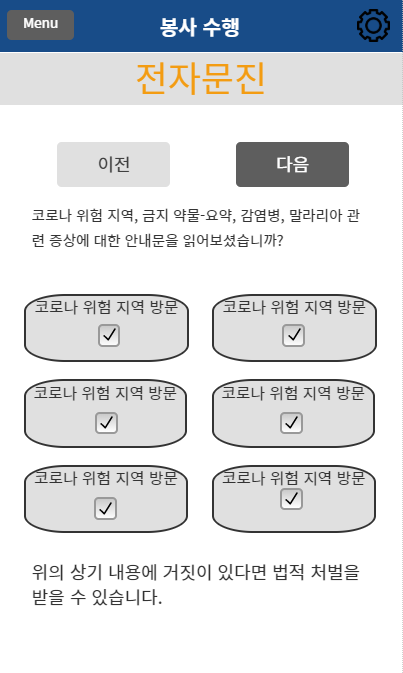 Menu
봉사 수행
전자문진
이전
다음
코로나 위험 지역, 금지 약물-요약, 감염병, 말라리아 관
련 증상에 대한 안내문을 읽어보셨습니까?
코로나 위험 지역 방문
코로나 위험 지역 방문
코로나 위험 지역 방문
코로나 위험 지역 방문
코로나 위험 지역 방문
코로나 위험 지역 방문
위의 상기 내용에 거짓이 있다면 법적 처벌을
받을 수 있습니다.